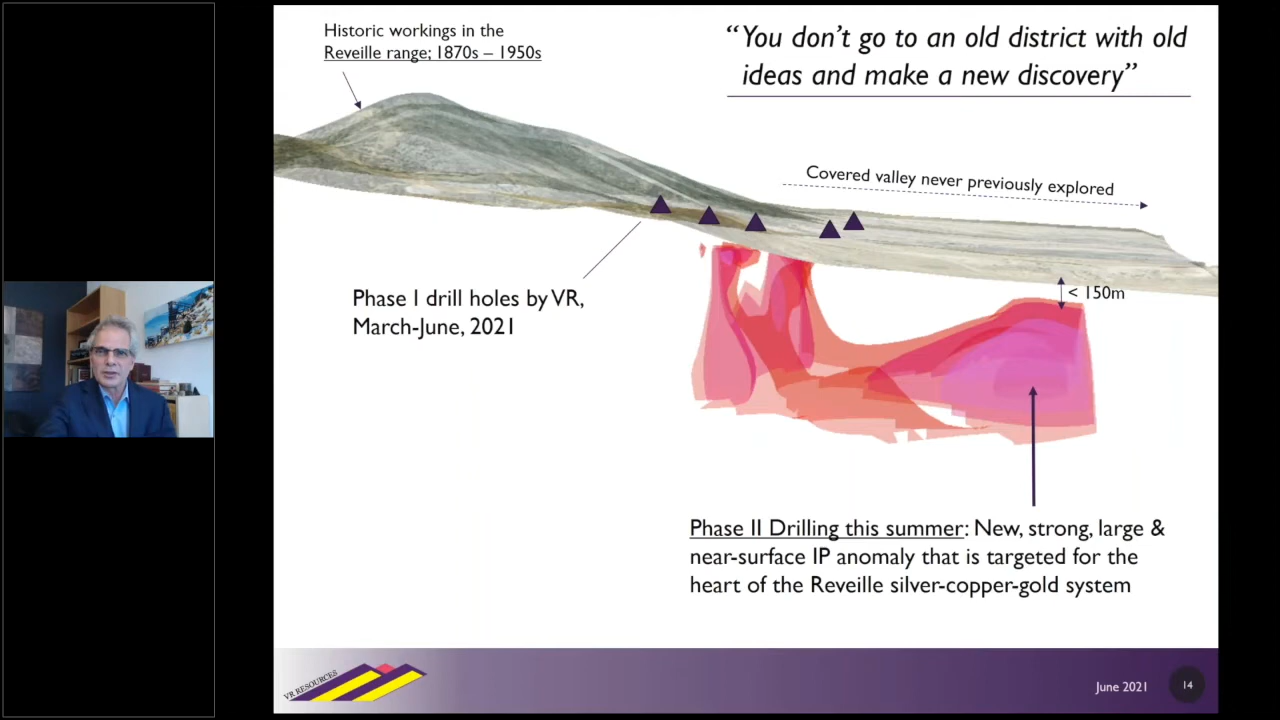 Historic workings in the
Reveille range; 1870s – 1950s
“You don’t go to an old district with old
ideas and make a new discovery”
Covered valley never previously explored
< 150m
Phase I drill holes by VR,
March-June, 2021
Phase II Drilling this summer: New, strong, large &
near-surface IP anomaly that is targeted for the
heart of the Reveille silver-copper-gold system
VR RESOURCES
June 2021
14